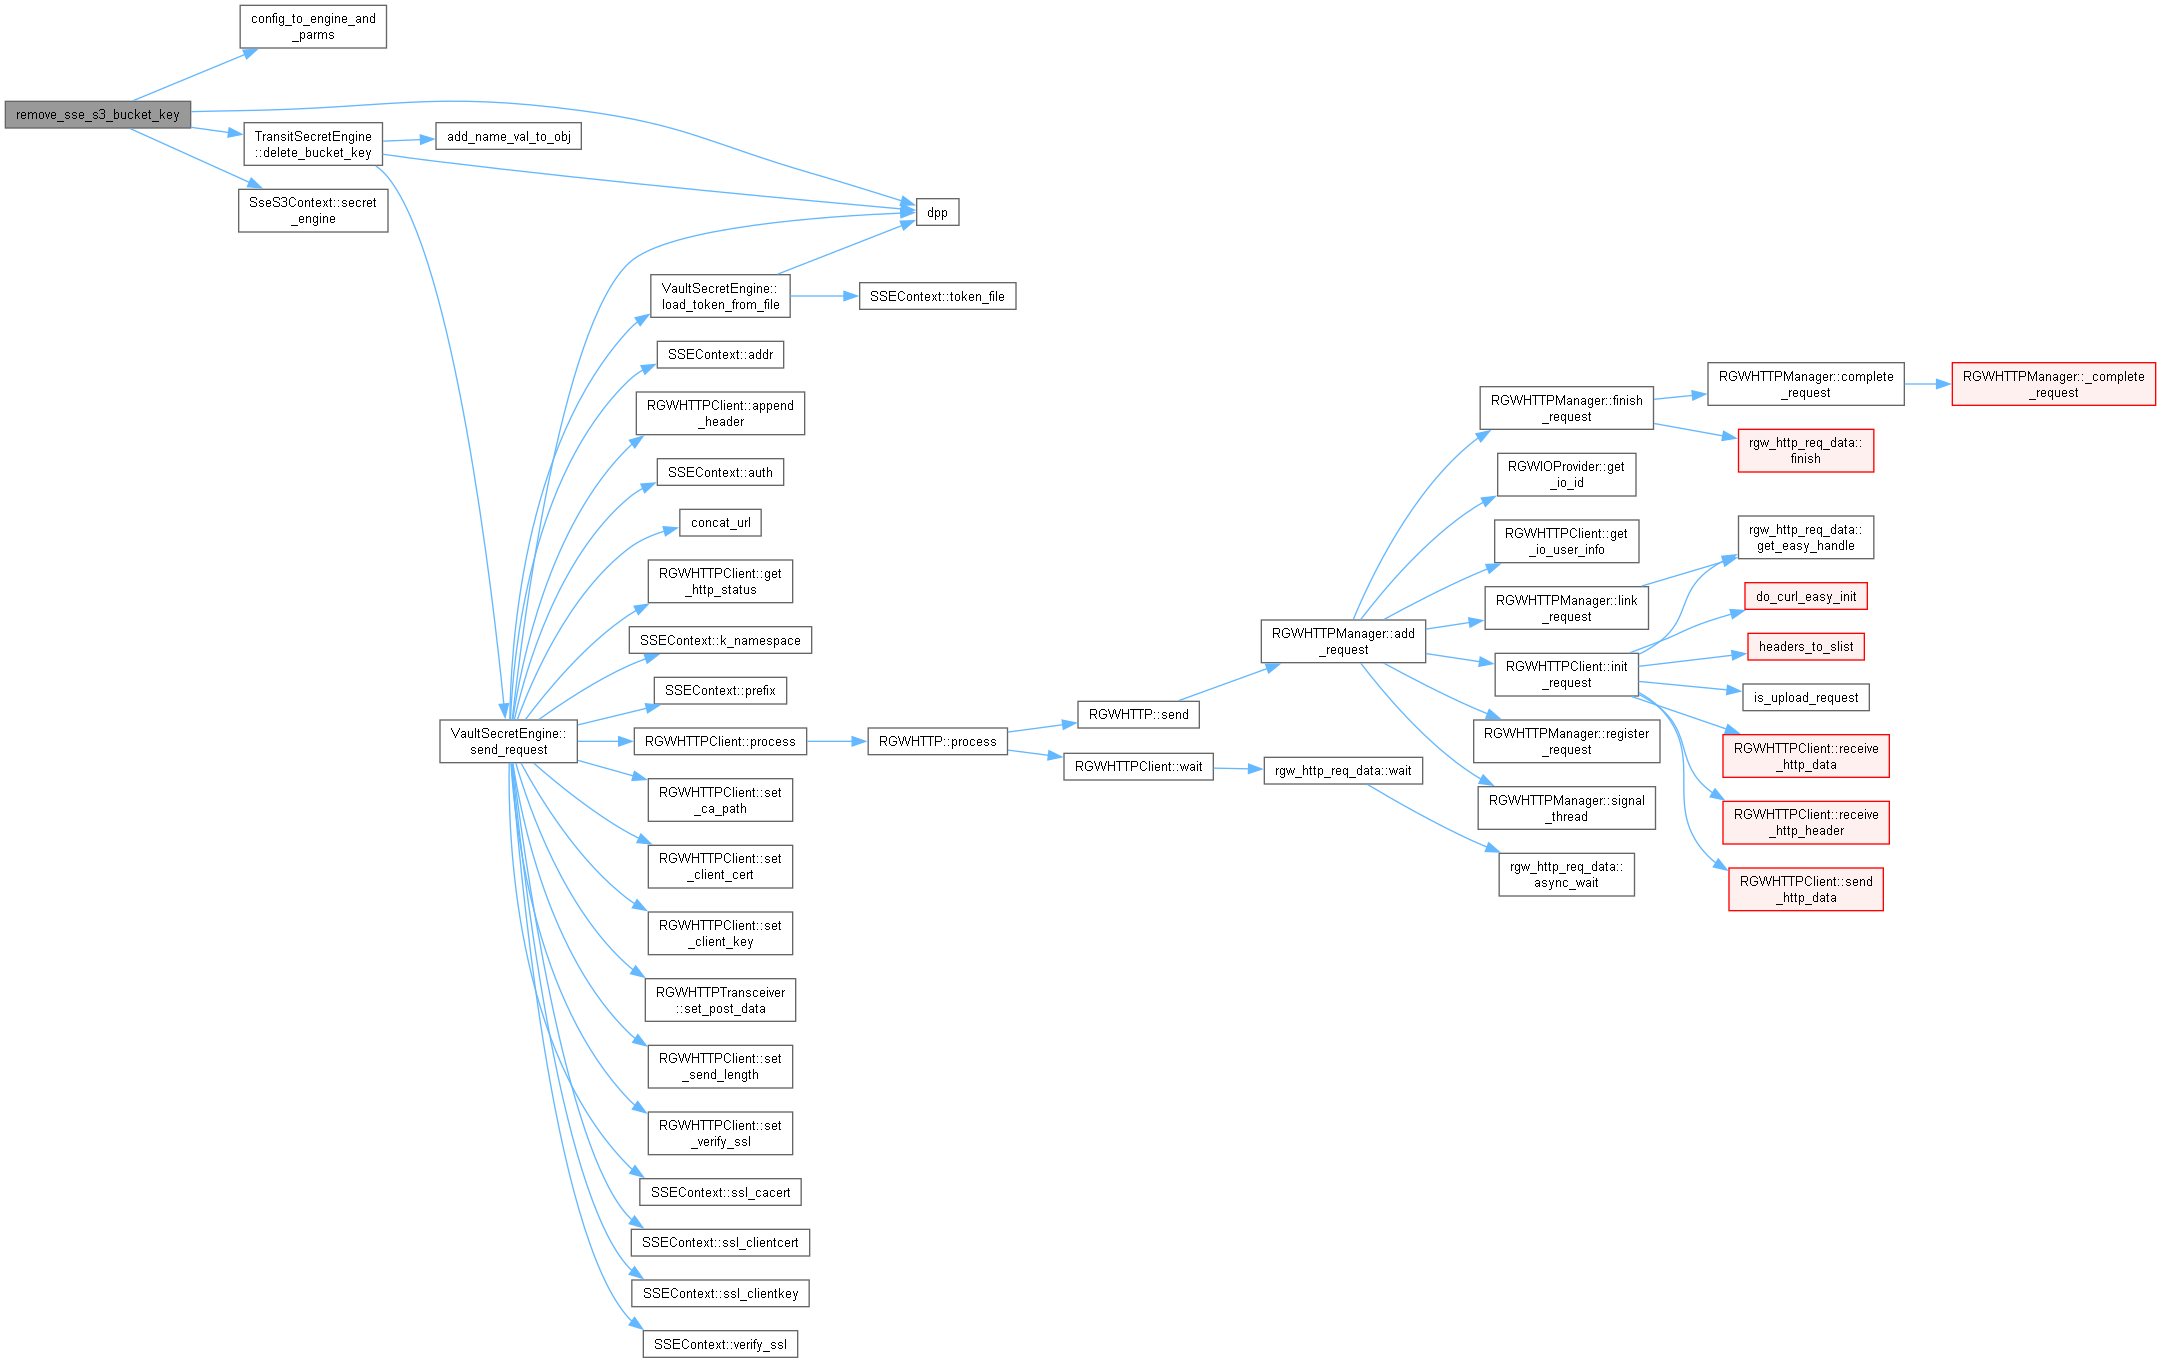 config_to_engine_and
_parms
remove_sse_s3_bucket_key
TransitSecretEngine
::delete_bucket_key
add_name_val_to_obj
SseS3Context::secret
_engine
dpp
VaultSecretEngine::
load_token_from_file
SSEContext::token_file
SSEContext::addr
RGWHTTPClient::append
_header
SSEContext::auth
concat_url
RGWHTTPClient::get
_http_status
SSEContext::k_namespace
SSEContext::prefix
VaultSecretEngine::
send_request
RGWHTTPClient::process
RGWHTTP::process
RGWHTTP::send
RGWHTTPClient::wait
rgw_http_req_data::wait
RGWHTTPManager::add
_request
RGWHTTPManager::finish
_request
RGWHTTPManager::complete
_request
RGWHTTPManager::_complete
_request
rgw_http_req_data::
finish
RGWIOProvider::get
_io_id
RGWHTTPClient::get
_io_user_info
rgw_http_req_data::
get_easy_handle
RGWHTTPManager::link
_request
do_curl_easy_init
RGWHTTPClient::init
_request
headers_to_slist
is_upload_request
RGWHTTPManager::register
_request
RGWHTTPClient::receive
_http_data
RGWHTTPManager::signal
_thread
RGWHTTPClient::receive
_http_header
rgw_http_req_data::
async_wait
RGWHTTPClient::send
_http_data
RGWHTTPClient::set
_ca_path
RGWHTTPClient::set
_client_cert
RGWHTTPClient::set
_client_key
RGWHTTPTransceiver
::set_post_data
RGWHTTPClient::set
_send_length
RGWHTTPClient::set
_verify_ssl
SSEContext::ssl_cacert
SSEContext::ssl_clientcert
SSEContext::ssl_clientkey
SSEContext::verify_ssl